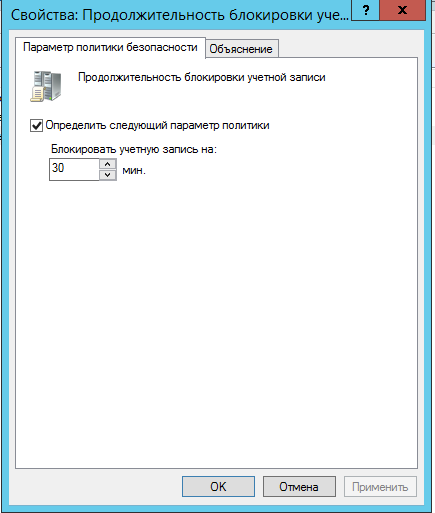 Свойства: Продолжительность блокировки уче...
?
x
Параметр политики безопасности
Объяснение
Продолжительность блокировки учетной записи
Определить следующий параметр политики
Блокировать учетную запись на:
30 мин.
OK
Отмена
Применить